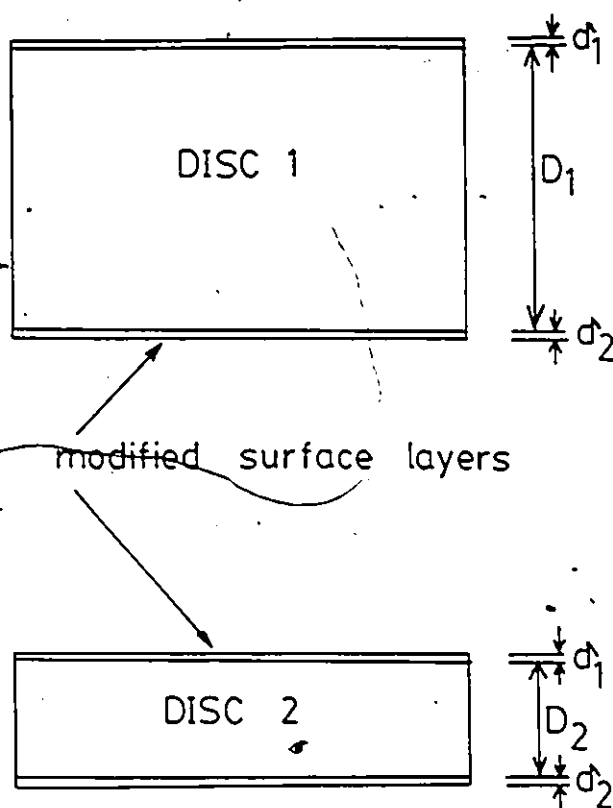 d₁
DISC 1
D₁
d₂
modified surface layers
d₁
DISC 2
D₂
d₂